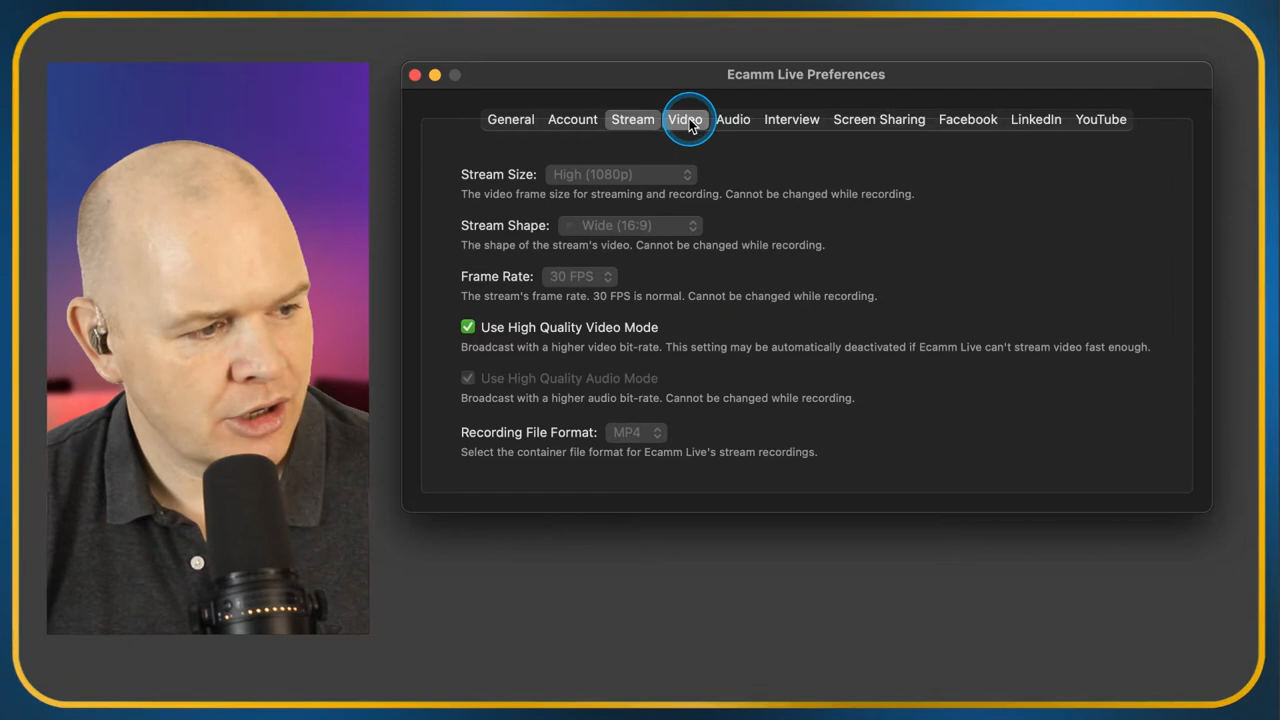 Ecamm Live Preferences
General Account Stream Video Audio Interview Screen Sharing Facebook LinkedIn YouTube
Stream Size: High (1080p)
The video frame size for streaming and recording. Cannot be changed while recording.
Stream Shape: Wide (16:9)
The shape of the stream's video. Cannot be changed while recording.
Frame Rate: 30 FPS
The stream's frame rate. 30 FPS is normal. Cannot be changed while recording.
Use High Quality Video Mode
Broadcast with a higher video bit-rate. This setting may be automatically deactivated if Ecamm Live can't stream video fast enough.
Use High Quality Audio Mode
Broadcast with a higher audio bit-rate. Cannot be changed while recording.
Recording File Format: MP4
Select the container file format for Ecamm Live's stream recordings.